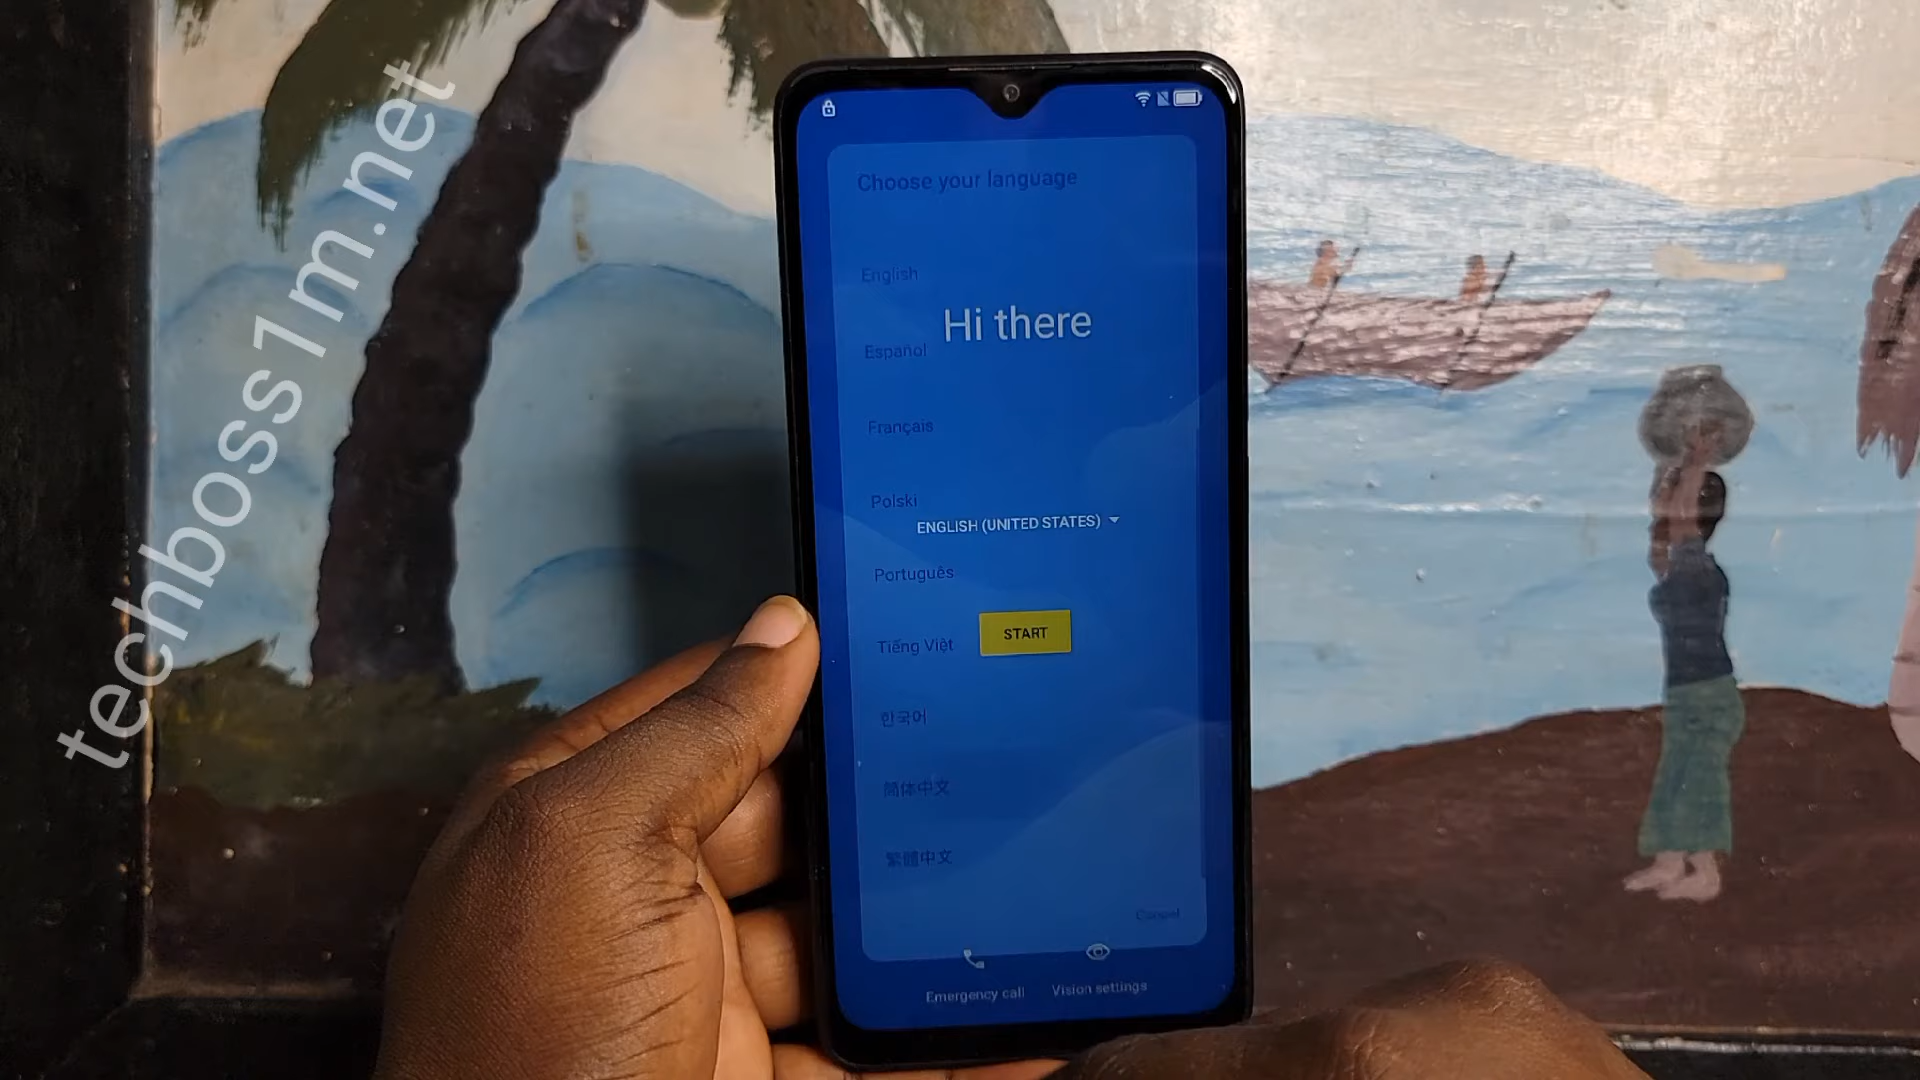 techboss1m.net
Choose your language
English
Hi there
Español
Français
Polski
ENGLISH (UNITED STATES)
Português
START
Tiếng Việt
한국어
简体中文
繁體中文
Cancel
Emergency call
Vision settings